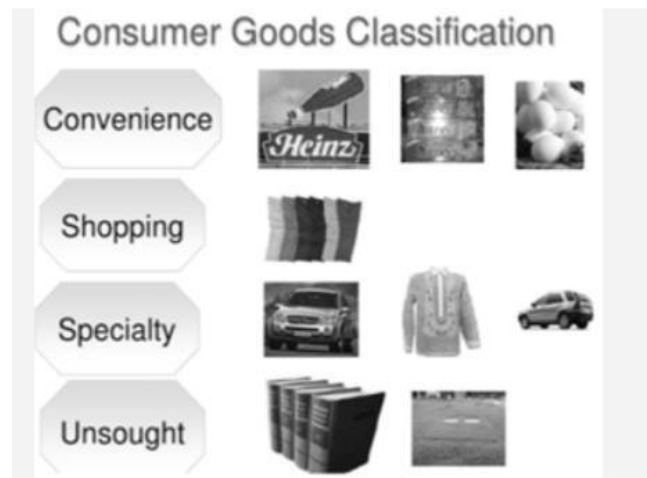 Consumer Goods Classification
Convenience
Heinz
Shopping
Specialty
Unsought